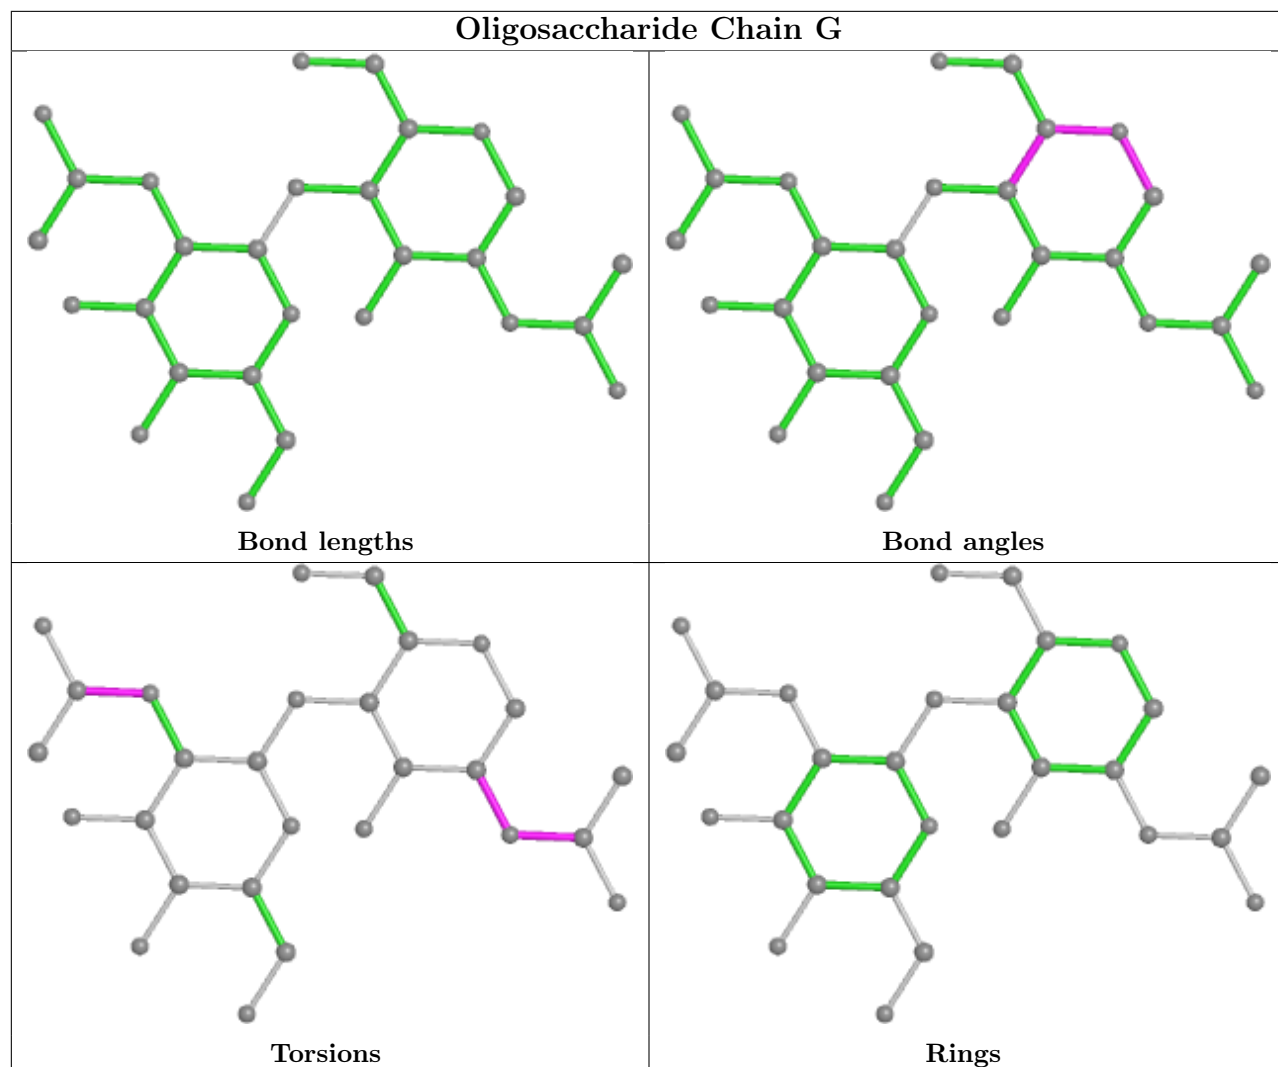 Oligosaccharide Chain G
Bond lengths
Bond angles
Torsions
Rings